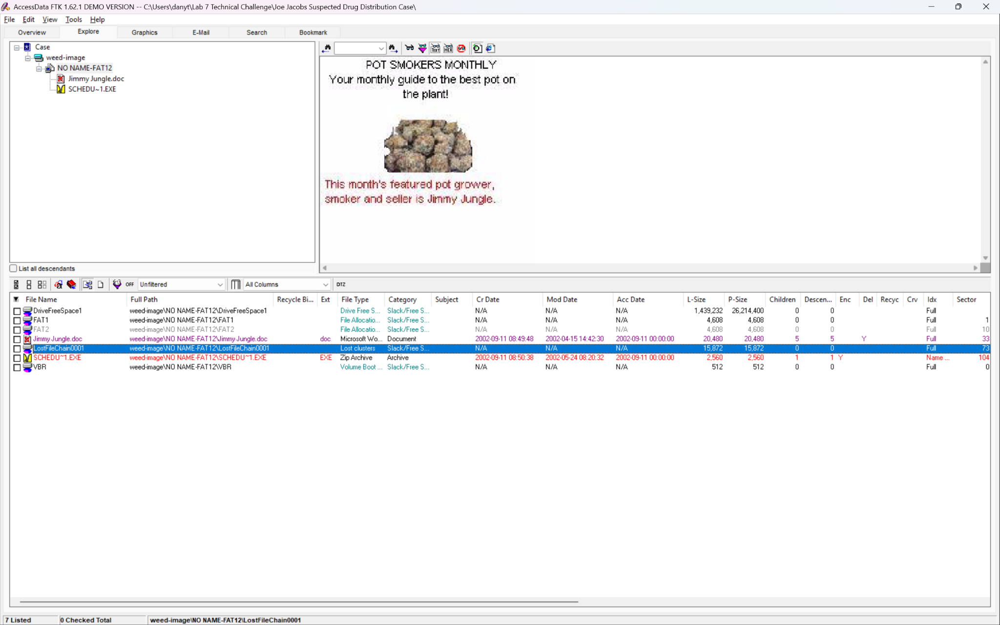 AccessData FTK 1.62.1 DEMO VERSION -- C:\Users\danyt\Lab 7 Technical Challenge\Joe Jacobs Suspected Drug Distribution Case\
File Edit View Tools Help
Overview Explore Graphics E-Mail Search Bookmark
Case
weed-image
NO NAME-FAT12
Jimmy Jungle.doc
SCHEDU~1.EXE
TEXT HEX
POT SMOKERS MONTHLY
Your monthly guide to the best pot on
the plant!
This month's featured pot grower,
smoker and seller is Jimmy Jungle.
List all descendants
OFF Unfiltered All Columns DTZ
File Name Full Path Recycle Bi... Ext File Type Category Subject Cr Date Mod Date Acc Date L-Size P-Size Children Descen... Enc Del Recyc Crv Idx Sector
DriveFreeSpace1 weed-image\NO NAME-FAT12\DriveFreeSpace1 Drive Free S... Slack/Free S... N/A N/A N/A 1,439,232 26,214,400 0 0 Full
FAT1 weed-image\NO NAME-FAT12\FAT1 File Allocatio... Slack/Free S... N/A N/A N/A 4,608 4,608 0 0 Full 1
FAT2 weed-image\NO NAME-FAT12\FAT2 File Allocatio... Slack/Free S... N/A N/A N/A 4,608 4,608 0 0 Full 10
Jimmy Jungle.doc weed-image\NO NAME-FAT12\Jimmy Jungle.doc doc Microsoft Wo... Document 2002-09-11 08:49:48 2002-04-15 14:42:30 2002-09-11 00:00:00 20,480 20,480 5 5 Y Full 33
LostFileChain0001 weed-image\NO NAME-FAT12\LostFileChain0001 Lost clusters Slack/Free S... N/A N/A N/A 15,872 15,872 0 0 Full 73
SCHEDU~1.EXE weed-image\NO NAME-FAT12\SCHEDU~1.EXE EXE Zip Archive Archive 2002-09-11 08:50:38 2002-05-24 08:20:32 2002-09-11 00:00:00 2,560 2,560 1 1 Y Name ... 104
VBR weed-image\NO NAME-FAT12\VBR Volume Boot ... Slack/Free S... N/A N/A N/A 512 512 0 0 Full 0
7 Listed 0 Checked Total weed-image\NO NAME-FAT12\LostFileChain0001